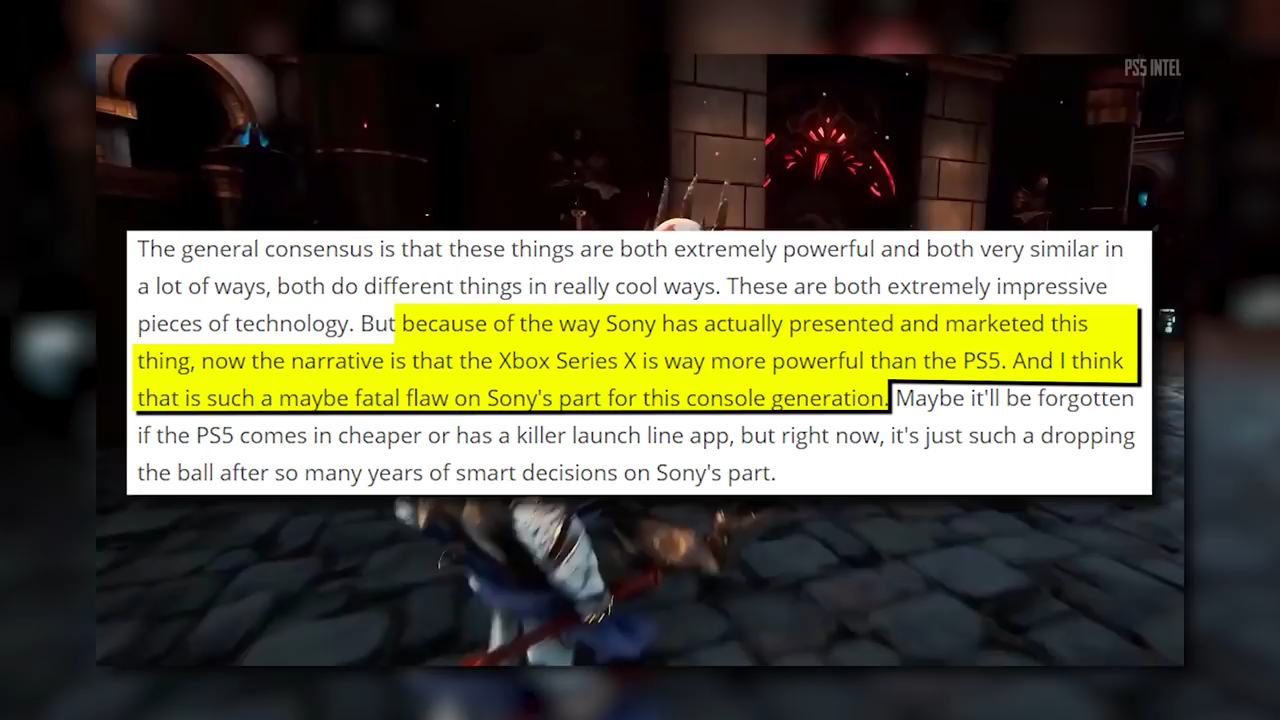 PS5 INTEL
The general consensus is that these things are both extremely powerful and both very similar in
a lot of ways, both do different things in really cool ways. These are both extremely impressive
pieces of technology. But because of the way Sony has actually presented and marketed this
thing, now the narrative is that the Xbox Series X is way more powerful than the PS5. And I think
that is such a maybe fatal flaw on Sony's part for this console generation. Maybe it'll be forgotten
if the PS5 comes in cheaper or has a killer launch line app, but right now, it's just such a dropping
the ball after so many years of smart decisions on Sony's part.